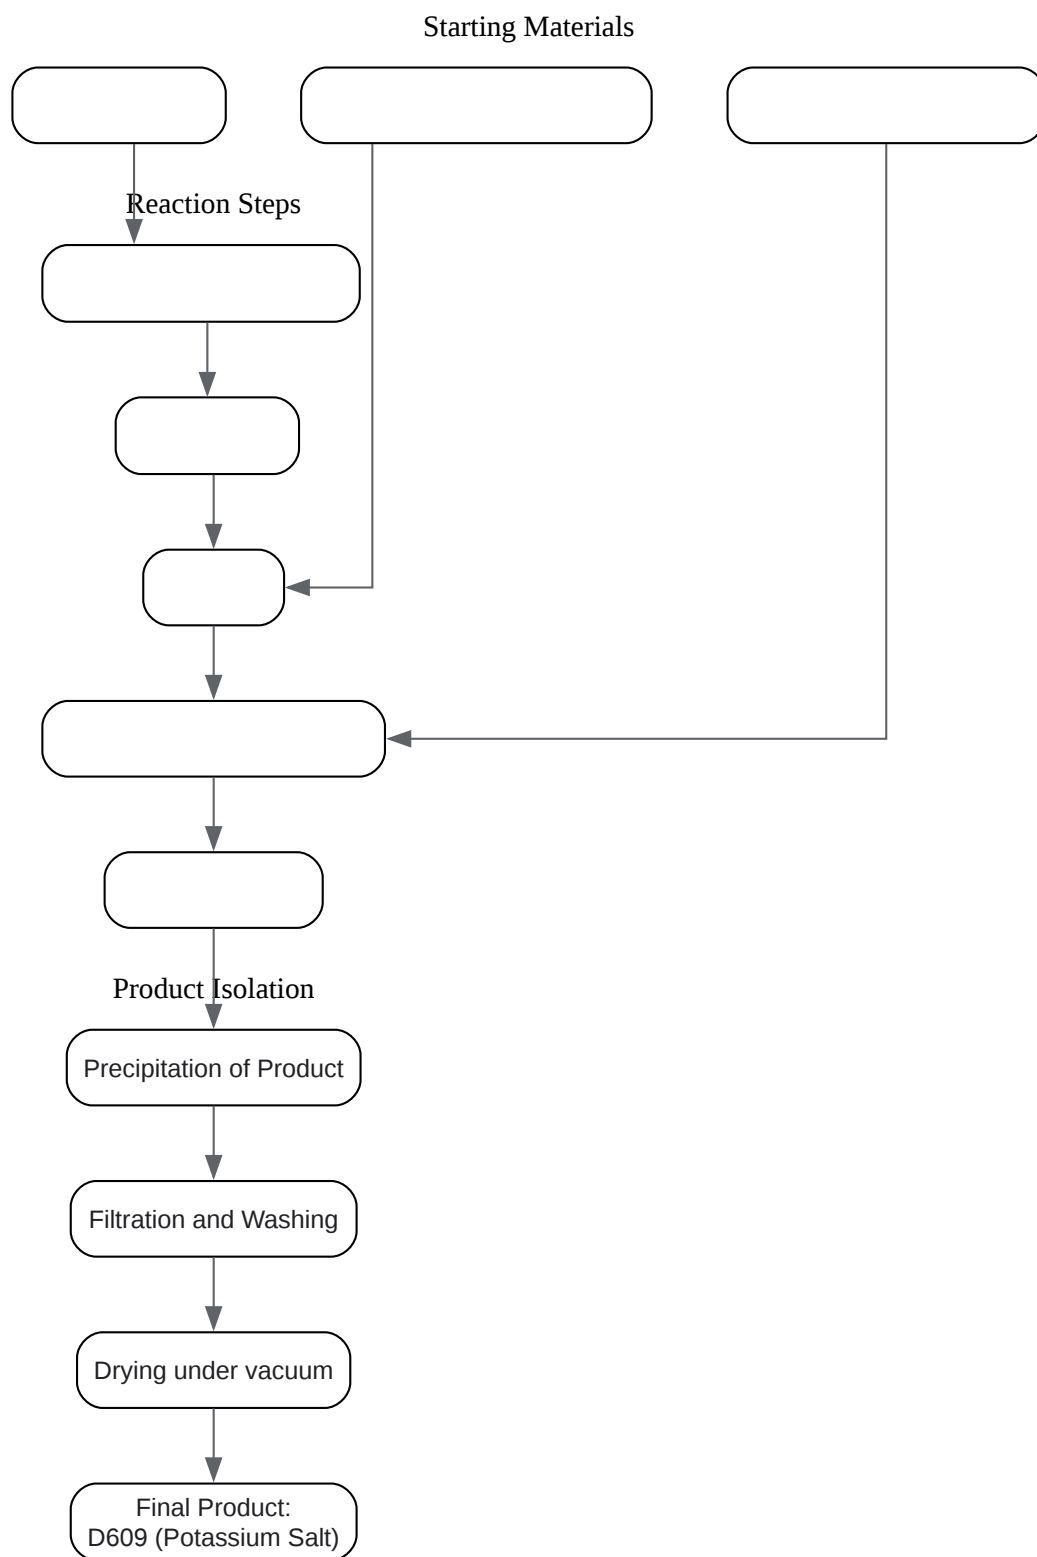 Starting Materials
Reaction Steps
Product Isolation
Precipitation of Product
Filtration and Washing
Drying under vacuum
Final Product:
D609 (Potassium Salt)